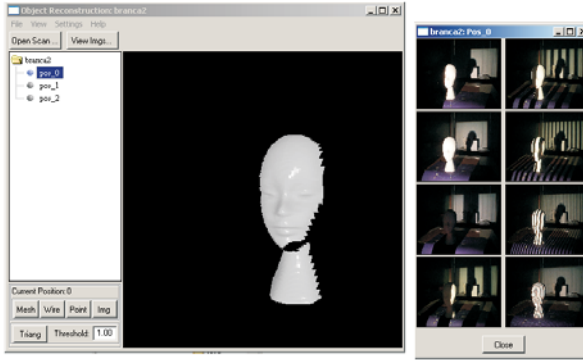 Object Reconstruction: branca2
File View Settings Help
Open Scan ... View Imgs...
branca2
pos_0
pos_1
pos_2
Current Position: 0
Mesh Wire Point Img
Triang Threshold: 1.00
branca2: Pos_0
Close